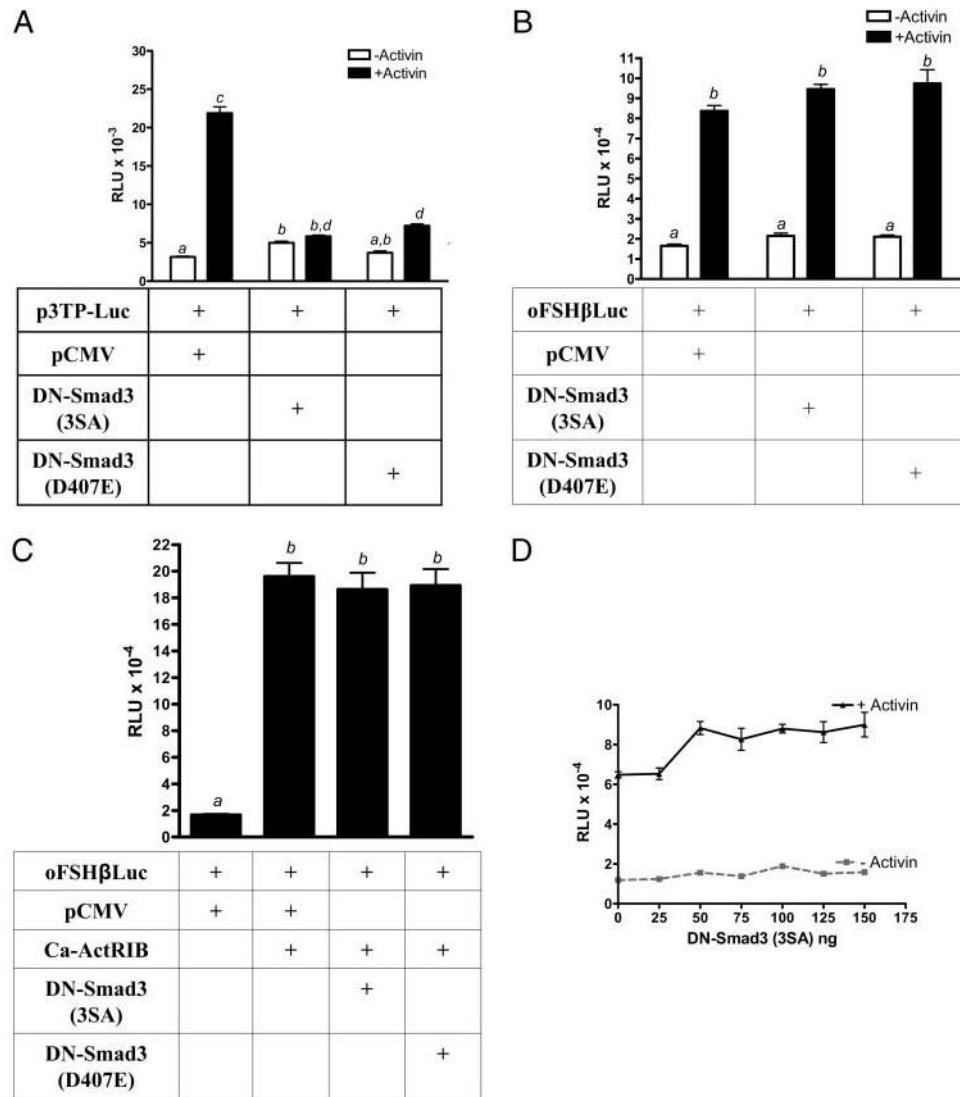 A
-Activin
+Activin
30
25
20
15
10
5
0
RLU x 10⁻³
a
c
b
b,d
a,b
d
p3TP-Luc + + +
pCMV +
DN-Smad3
(3SA) +
DN-Smad3
(D407E) +
B
-Activin
+Activin
11
10
9
8
7
6
5
4
3
2
1
0
RLU x 10⁻⁴
a
b
a
b
a
b
oFSHβLuc + + +
pCMV +
DN-Smad3
(3SA) +
DN-Smad3
(D407E) +
C
22
20
18
16
14
12
10
8
6
4
2
0
RLU x 10⁻⁴
a
b
b
b
oFSHβLuc + + + +
pCMV + +
Ca-ActRIB + + +
DN-Smad3
(3SA) +
DN-Smad3
(D407E) +
D
10
8
6
4
2
0
RLU x 10⁻⁴
+ Activin
- Activin
0 25 50 75 100 125 150 175
DN-Smad3 (3SA) ng